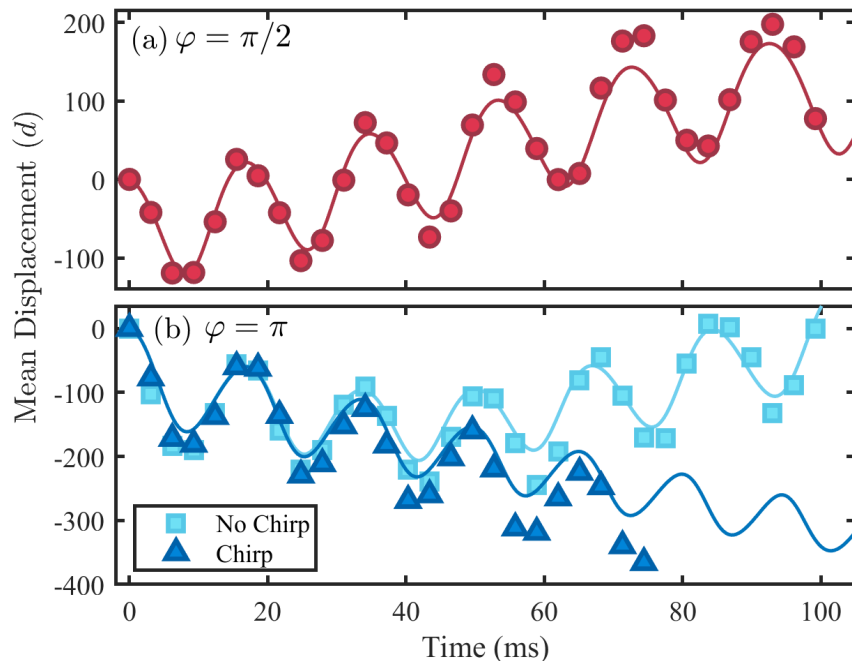 (a) φ = π/2
200
100
0
-100
Mean Displacement (d)
(b) φ = π
0
-100
-200
-300
-400
No Chirp
Chirp
0 20 40 60 80 100
Time (ms)